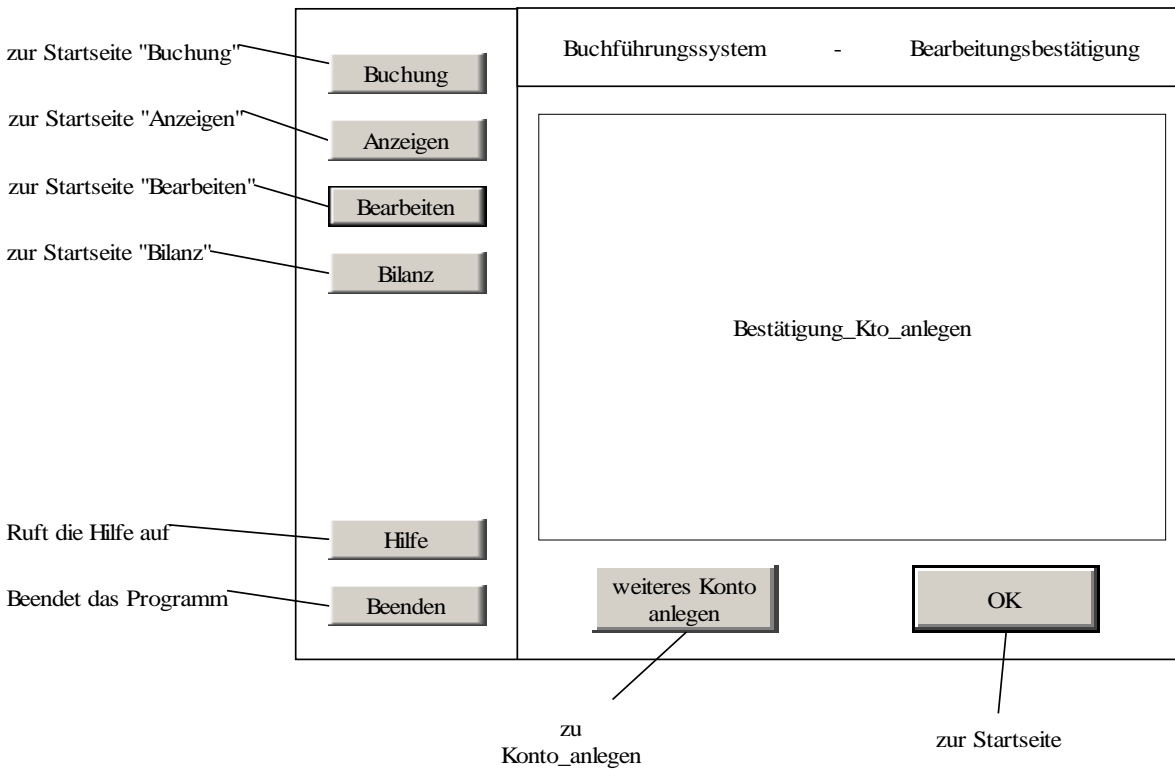 Buchführungssystem - Bearbeitungsbestätigung
zur Startseite "Buchung"
Buchung
zur Startseite "Anzeigen"
Anzeigen
zur Startseite "Bearbeiten"
Bearbeiten
zur Startseite "Bilanz"
Bilanz
Bestätigung_Kto_anlegen
Ruft die Hilfe auf
Hilfe
Beendet das Programm
Beenden
weiteres Konto
anlegen
OK
zu
Konto_anlegen
zur Startseite